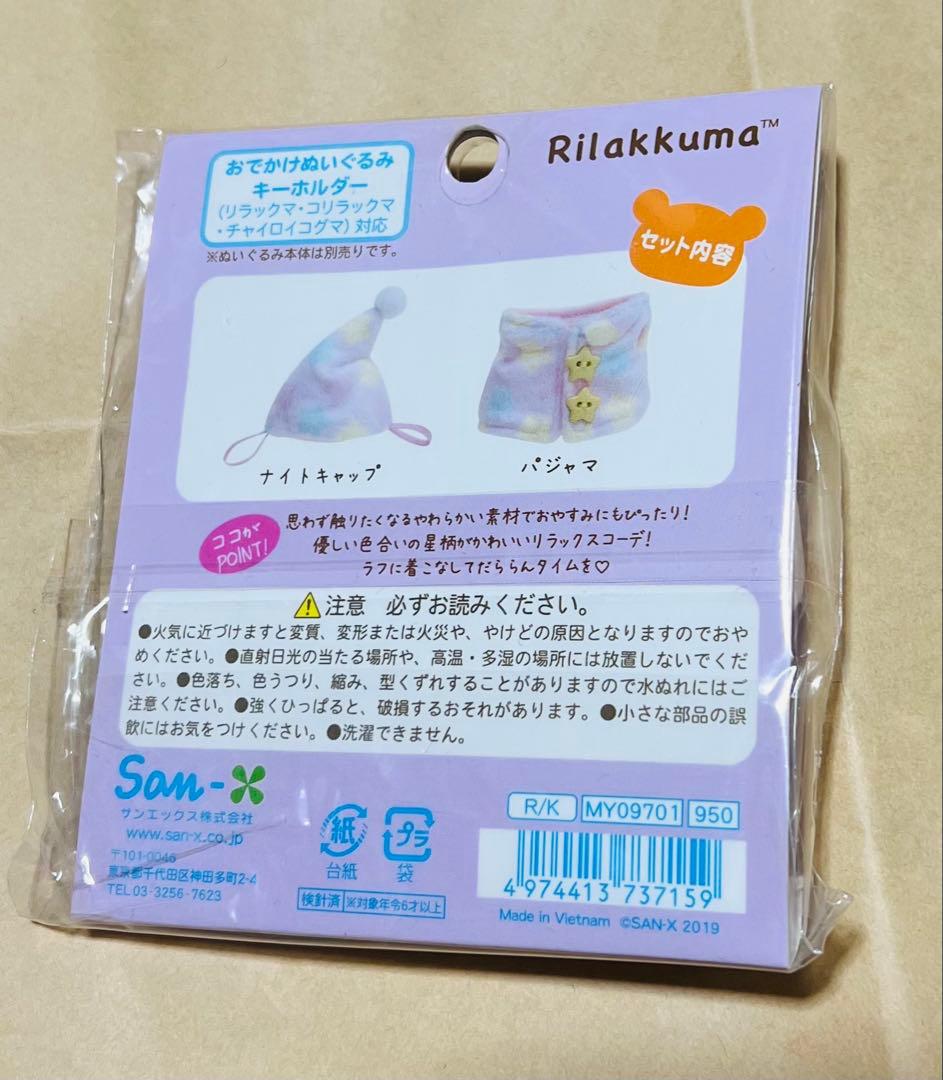 Rilakkuma™
おでかけぬいぐるみ
キーホルダー
(リラックマ・コリラックマ
・チャイロイコグマ)対応
※ぬいぐるみ本体は別売りです。
セット内容
ナイトキャップ
パジャマ
ココが
POINT!
思わず触りたくなるやわらかい素材でおやすみにもぴったり!
優しい色合いの星柄がかわいいリラックスコーデ!
ラフに着こなしてだららんタイムを♡
⚠注意 必ずお読みください。
●火気に近づけますと変質、変形または火災や、やけどの原因となりますのでおや
めください。●直射日光の当たる場所や、高温・多湿の場所には放置しないでくだ
さい。●色落ち、色うつり、縮み、型くずれすることがありますので水ぬれにはご
注意ください。●強くひっぱると、破損するおそれがあります。●小さな部品の誤
飲にはお気をつけください。●洗濯できません。
San-X
サンエックス株式会社
www.san-x.co.jp
〒101-0046
東京都千代田区神田多町2-4
TEL 03-3256-7623
紙
台紙
プラ
袋
検針済 ※対象年令6才以上
R/K MY09701 950
4 974413 737159
Made in Vietnam ©SAN-X 2019